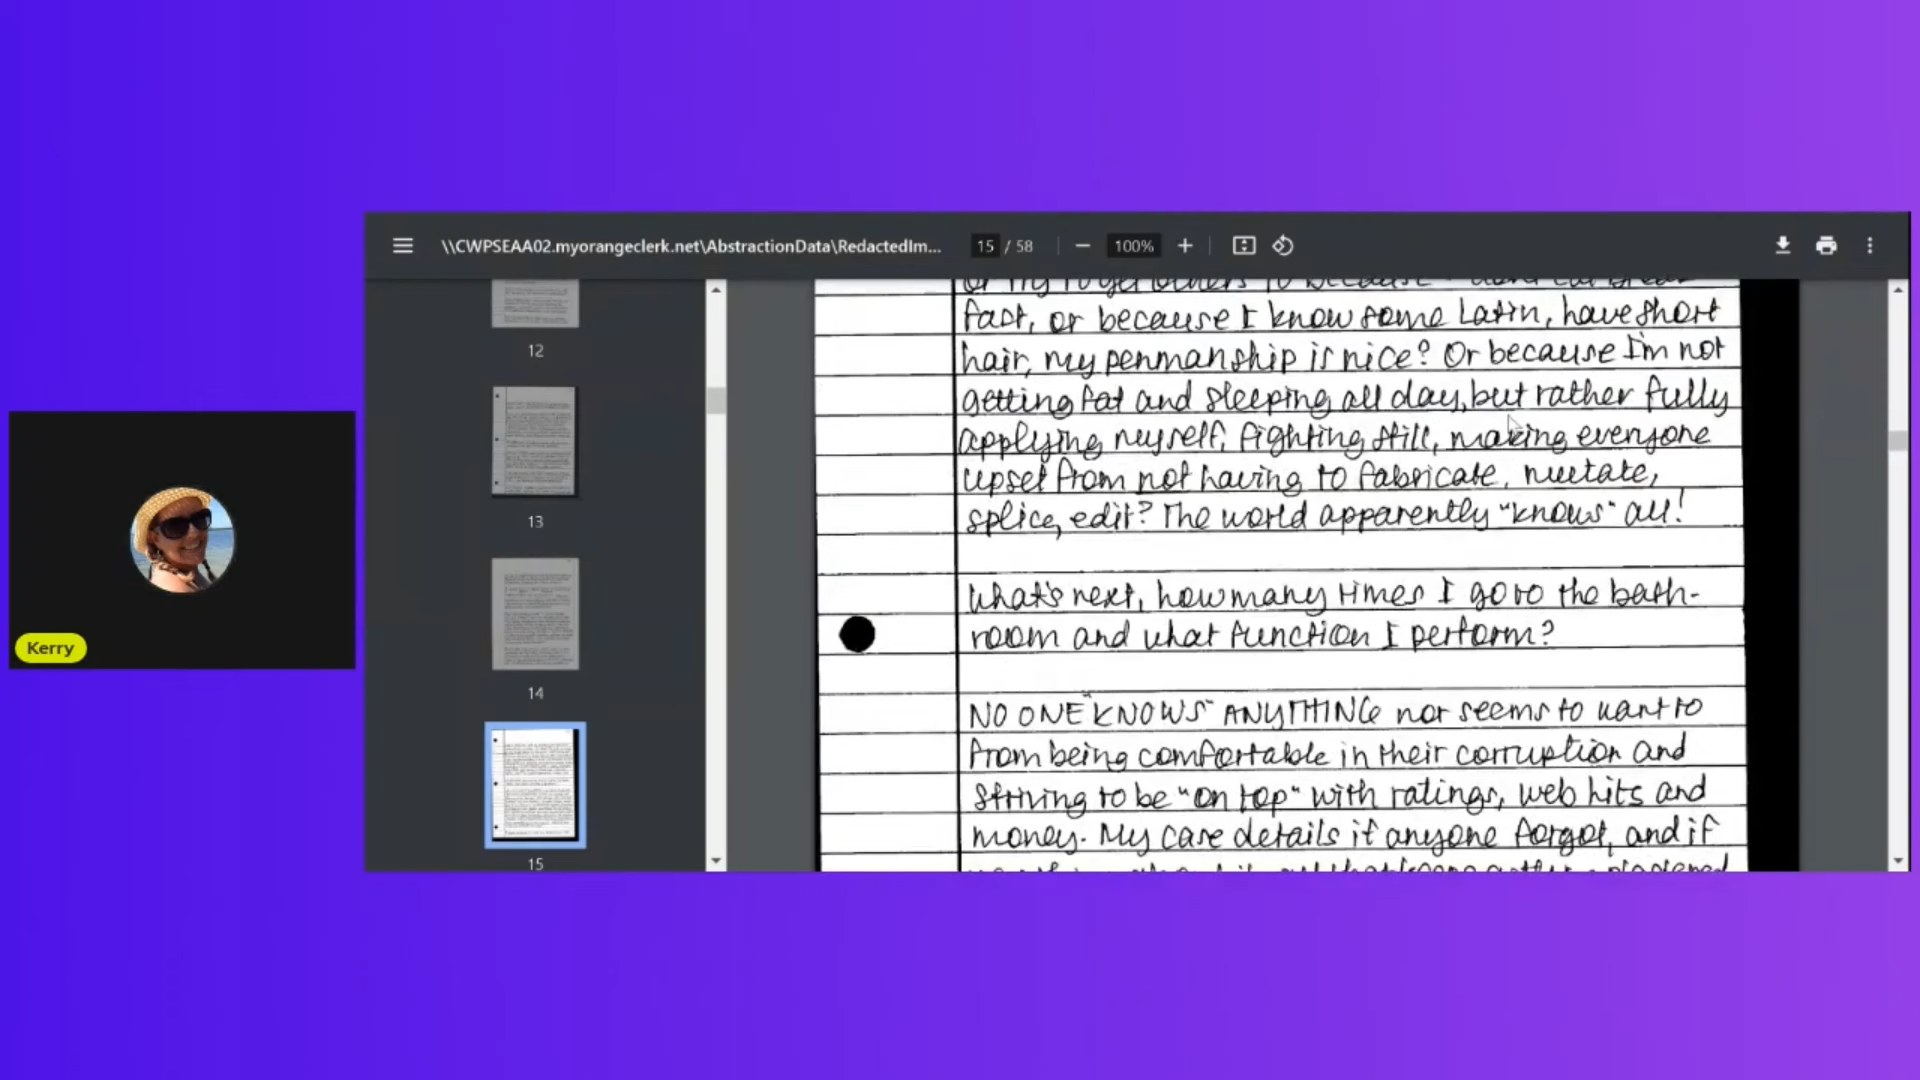 \\CWPSEAA02.myorangeclerk.net\AbstractionData\RedactedIm...
15 / 58
100%
12
13
14
15
Kerry
others to because
fact, or because I know some Latin, have short
hair, my penmanship is nice? Or because I'm not
getting fat and sleeping all day, but rather fully
applying myself, fighting still, making everyone
upset from not having to fabricate, mutate,
splice, edit? The world apparently "knows" all!
What's next, how many times I go to the bath-
room and what function I perform?
NO ONE "KNOWS" ANYTHING nor seems to want to
from being comfortable in their corruption and
striving to be "on top" with ratings, web hits and
money. My case details if anyone forgot, and if